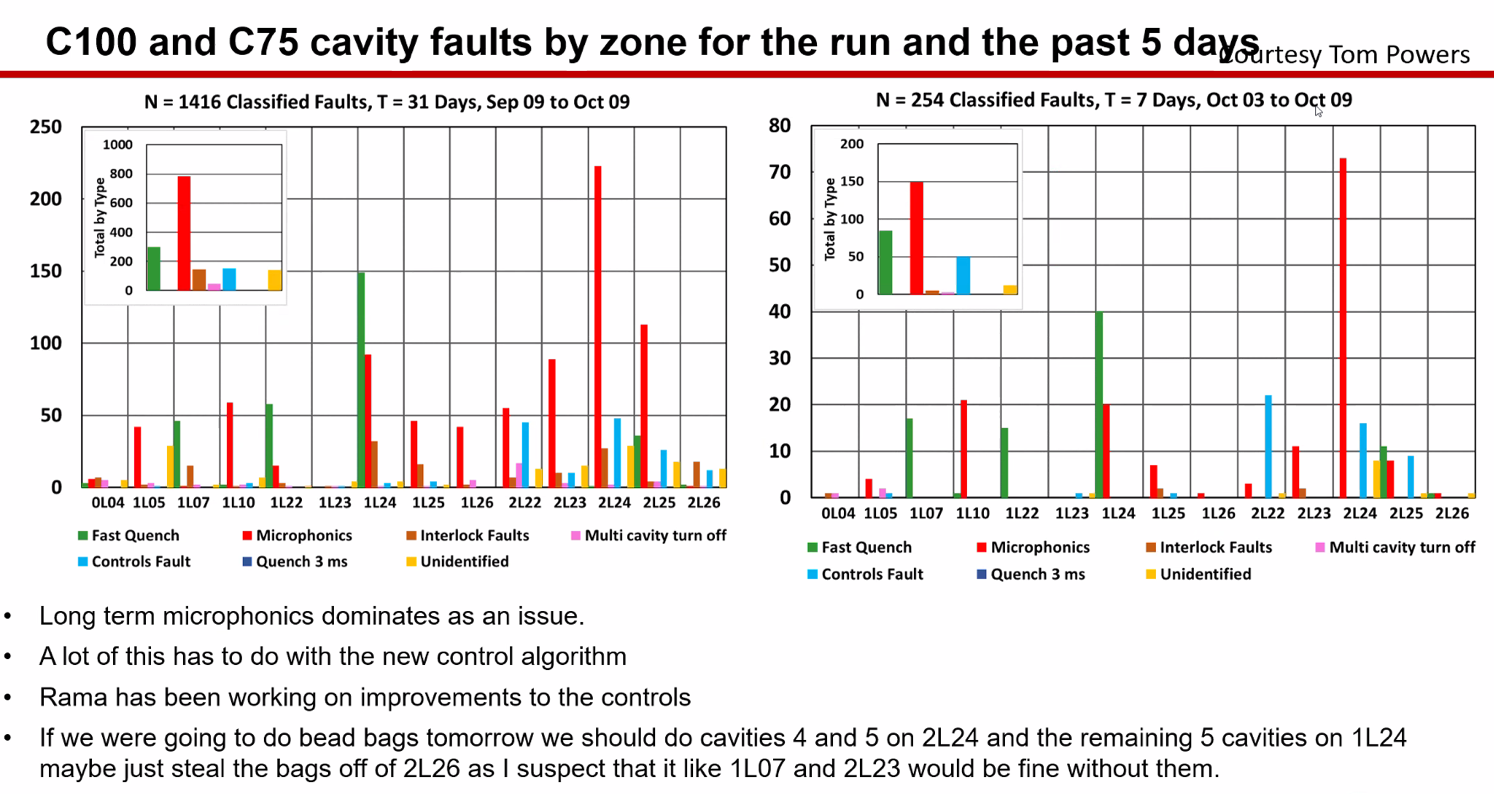 C100 and C75 cavity faults by zone for the run and the past 5 days
Courtesy Tom Powers
N = 1416 Classified Faults, T = 31 Days, Sep 09 to Oct 09
250
200
150
100
50
0
1000
800
600
400
200
0
Total by Type
0L04 1L05 1L07 1L10 1L22 1L23 1L24 1L25 1L26 2L22 2L23 2L24 2L25 2L26
Fast Quench Microphonics Interlock Faults Multi cavity turn off
Controls Fault Quench 3 ms Unidentified
N = 254 Classified Faults, T = 7 Days, Oct 03 to Oct 09
80
70
60
50
40
30
20
10
0
200
150
100
50
0
Total by Type
0L04 1L05 1L07 1L10 1L22 1L23 1L24 1L25 1L26 2L22 2L23 2L24 2L25 2L26
Fast Quench Microphonics Interlock Faults Multi cavity turn off
Controls Fault Quench 3 ms Unidentified
• Long term microphonics dominates as an issue.
• A lot of this has to do with the new control algorithm
• Rama has been working on improvements to the controls
• If we were going to do bead bags tomorrow we should do cavities 4 and 5 on 2L24 and the remaining 5 cavities on 1L24
maybe just steal the bags off of 2L26 as I suspect that it like 1L07 and 2L23 would be fine without them.